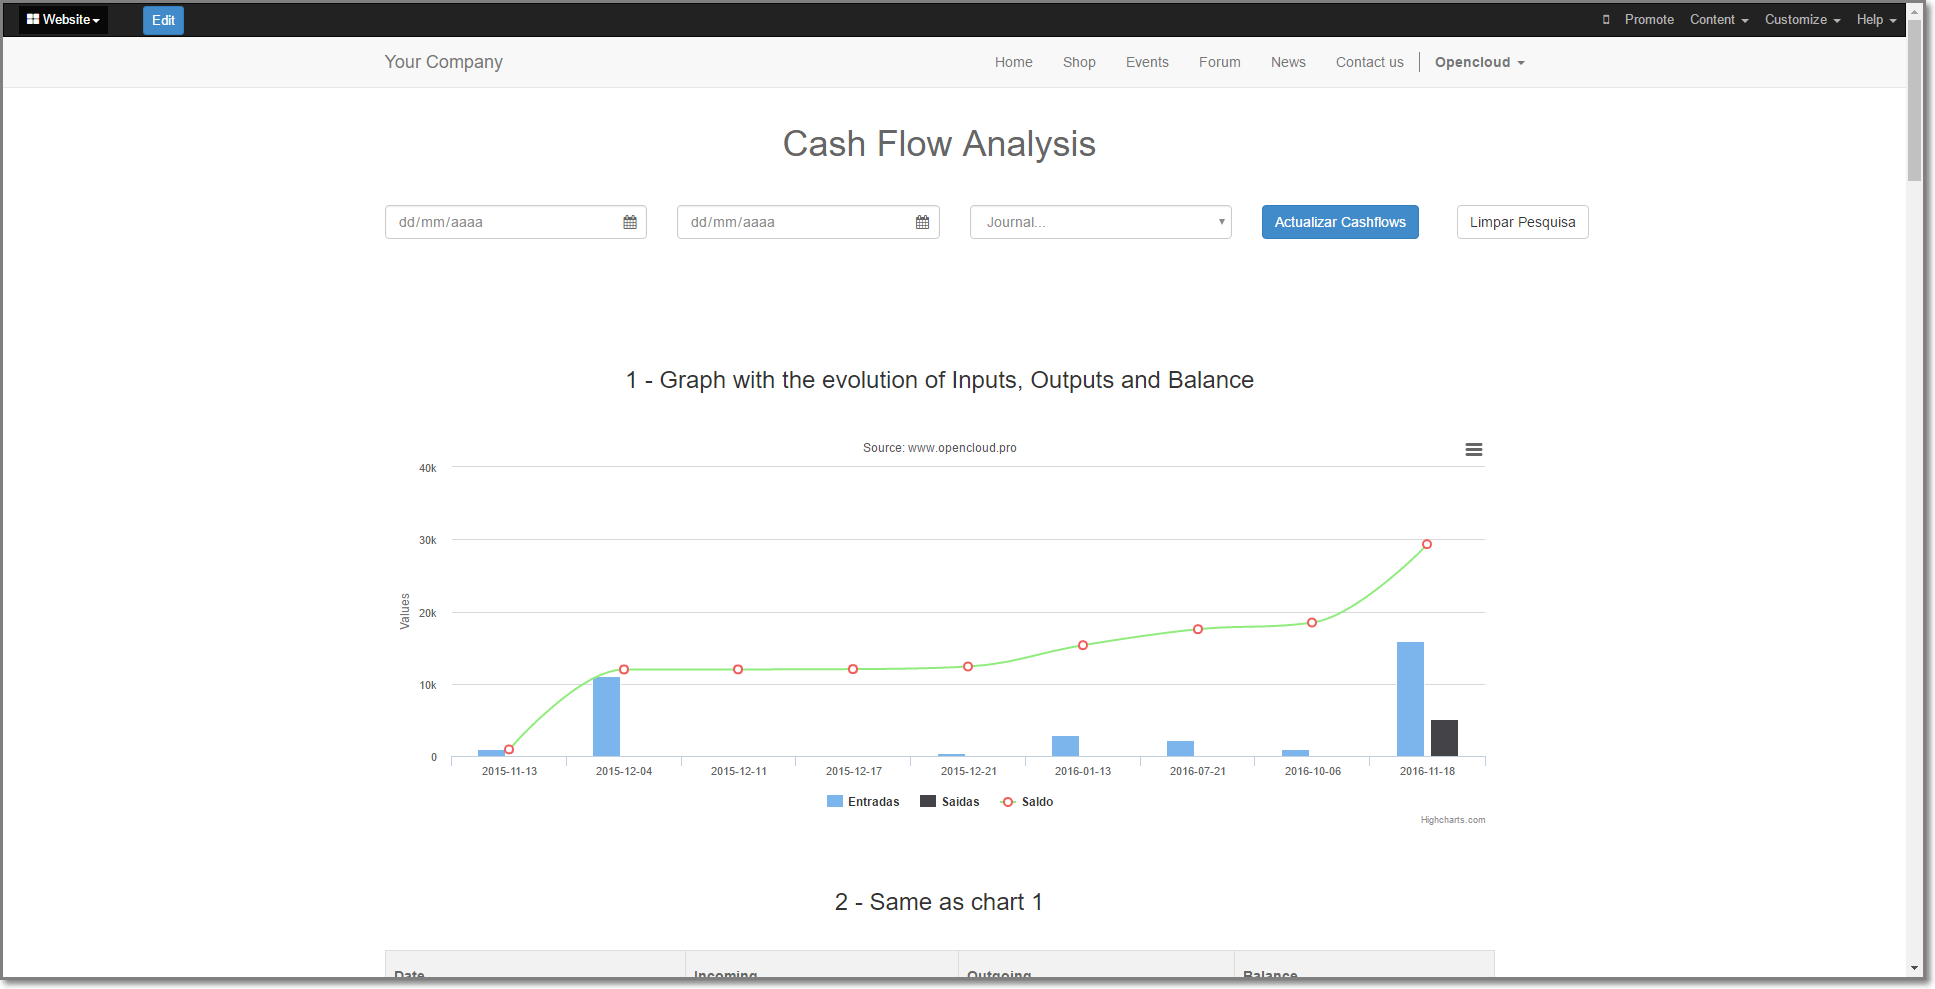 Website Edit Promote Content Customize Help
Your Company Home Shop Events Forum News Contact us Opencloud
Cash Flow Analysis
dd/mm/aaaa dd/mm/aaaa Journal... Actualizar Cashflows Limpar Pesquisa
1 - Graph with the evolution of Inputs, Outputs and Balance
Source: www.opencloud.pro
40k
30k
20k
10k
0
Values
2015-11-13 2015-12-04 2015-12-11 2015-12-17 2015-12-21 2016-01-13 2016-07-21 2016-10-06 2016-11-18
Entradas Saidas Saldo
Highcharts.com
2 - Same as chart 1
Date Incoming Outgoing Balance